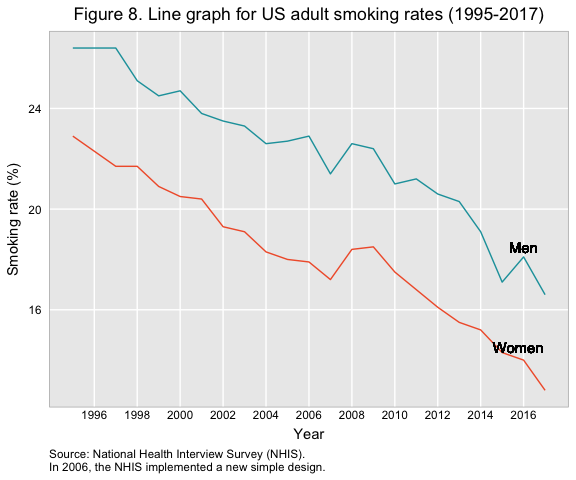 Figure 8. Line graph for US adult smoking rates (1995-2017)
Smoking rate (%)
24
20
16
Men
Women
1996 1998 2000 2002 2004 2006 2008 2010 2012 2014 2016
Year
Source: National Health Interview Survey (NHIS).
In 2006, the NHIS implemented a new simple design.